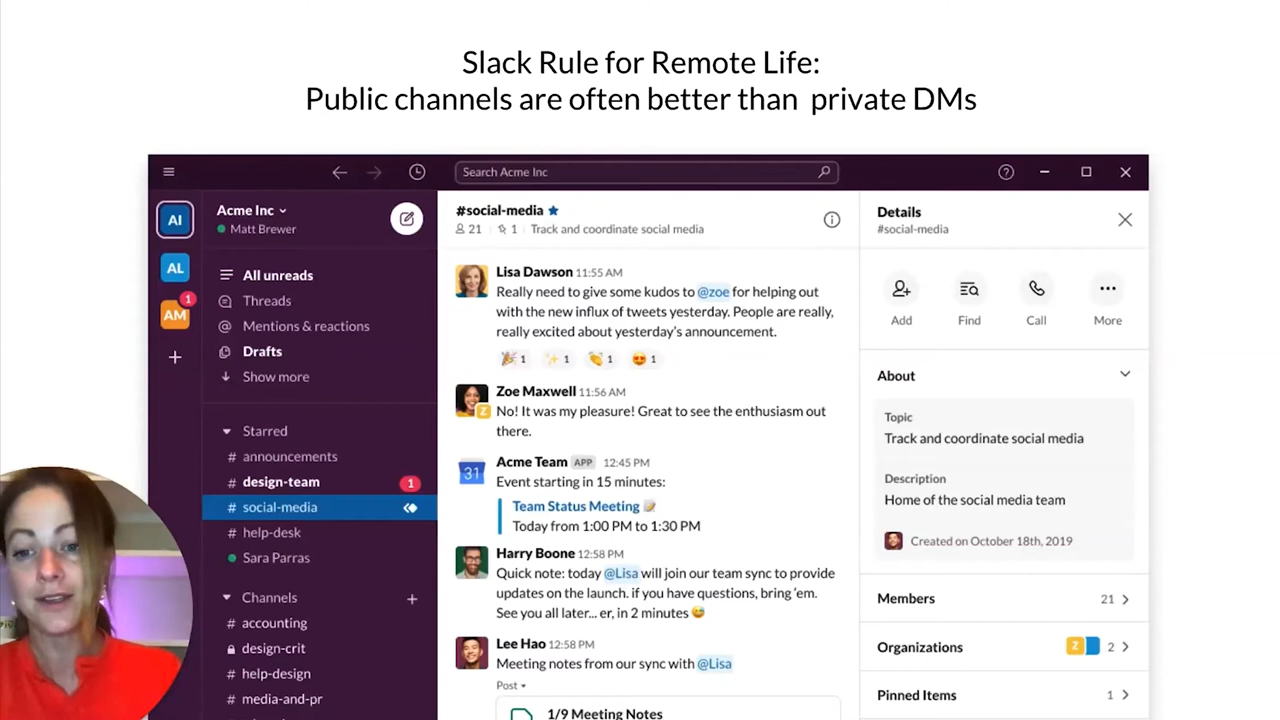 Slack Rule for Remote Life:
Public channels are often better than private DMs
Search Acme Inc
AI
AL
AM
1
Acme Inc
Matt Brewer
All unreads
Threads
Mentions & reactions
Drafts
Show more
Starred
# announcements
# design-team 1
# social-media
# help-desk
Sara Parras
Channels +
# accounting
design-crit
# help-design
# media-and-pr
#social-media
21 | 1 | Track and coordinate social media
Lisa Dawson 11:55 AM
Really need to give some kudos to @zoe for helping out
with the new influx of tweets yesterday. People are really,
really excited about yesterday's announcement.
🎉 1 ✨ 1 👏 1 😍 1
Zoe Maxwell 11:56 AM
Z
No! It was my pleasure! Great to see the enthusiasm out
there.
Acme Team APP 12:45 PM
31
Event starting in 15 minutes:
Team Status Meeting 📝
Today from 1:00 PM to 1:30 PM
Harry Boone 12:58 PM
Quick note: today @Lisa will join our team sync to provide
updates on the launch. if you have questions, bring 'em.
See you all later... er, in 2 minutes 😅
Lee Hao 12:58 PM
Meeting notes from our sync with @Lisa
Post
1/9 Meeting Notes
Details
#social-media
Add
Find
Call
More
About
Topic
Track and coordinate social media
Description
Home of the social media team
Created on October 18th, 2019
Members 21
Organizations Z 2
Pinned Items 1